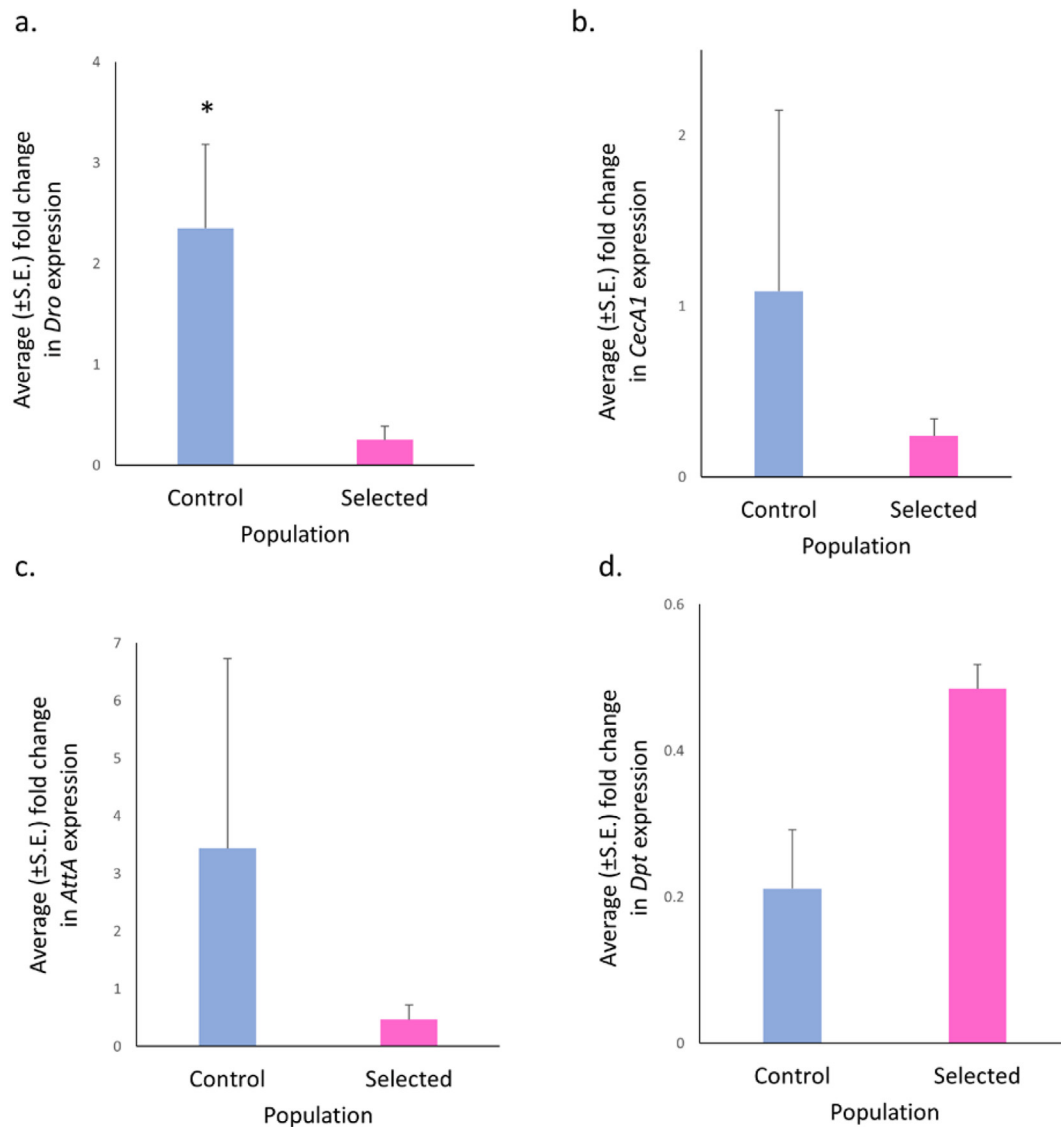 a.
Average (±S.E.) fold change
in Dro expression
4
3
2
1
0
*
Control
Selected
Population
b.
Average (±S.E.) fold change
in CecA1 expression
2
1
0
Control
Selected
Population
c.
Average (±S.E.) fold change
in AttA expression
7
6
5
4
3
2
1
0
Control
Selected
Population
d.
Average (±S.E.) fold change
in Dpt expression
0.6
0.4
0.2
0
Control
Selected
Population